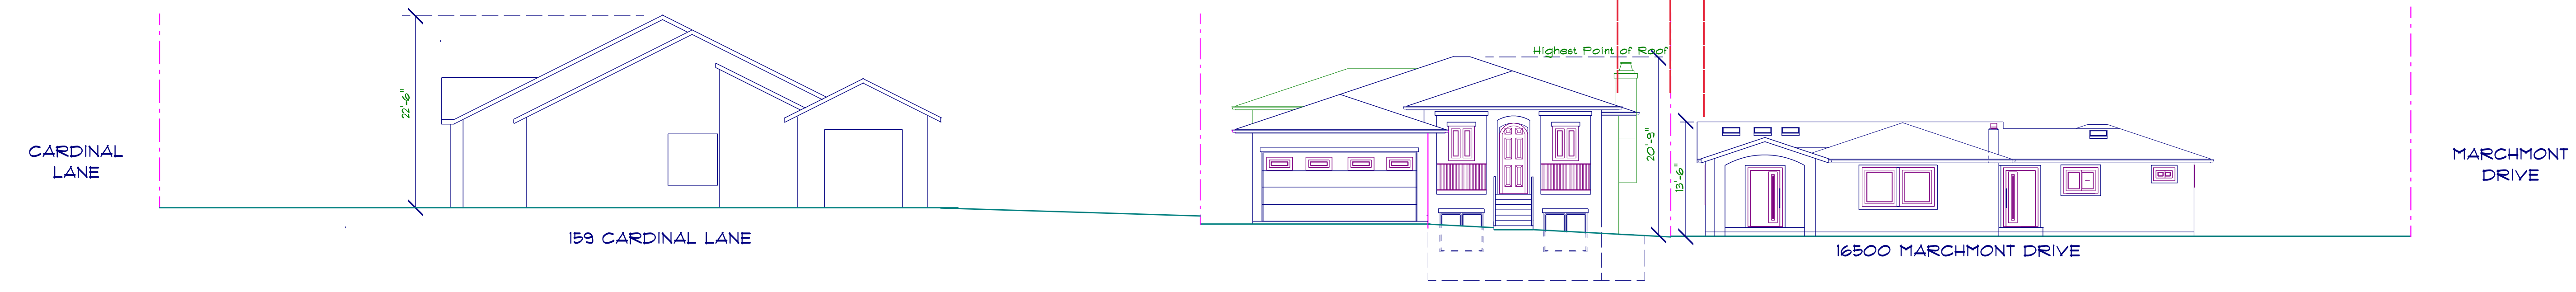 CARDINAL
LANE
22'-6"
159 CARDINAL LANE
Highest Point of Roof
20'-9"
13'-6"
16500 MARCHMONT DRIVE
MARCHMONT
DRIVE